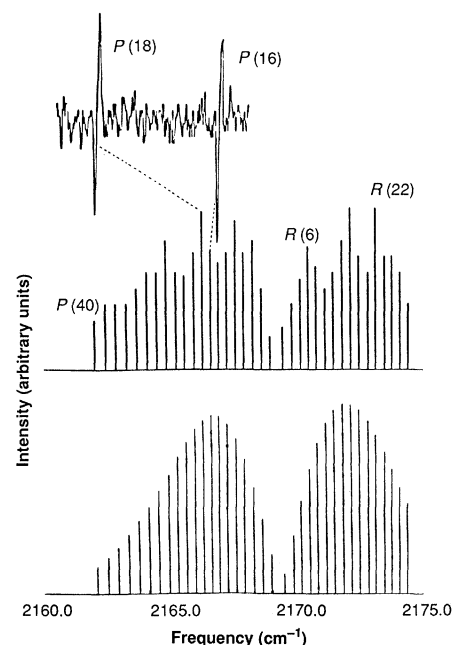 P (18)
P (16)
R (22)
R (6)
P (40)
Intensity (arbitrary units)
2160.0 2165.0 2170.0 2175.0
Frequency (cm⁻¹)